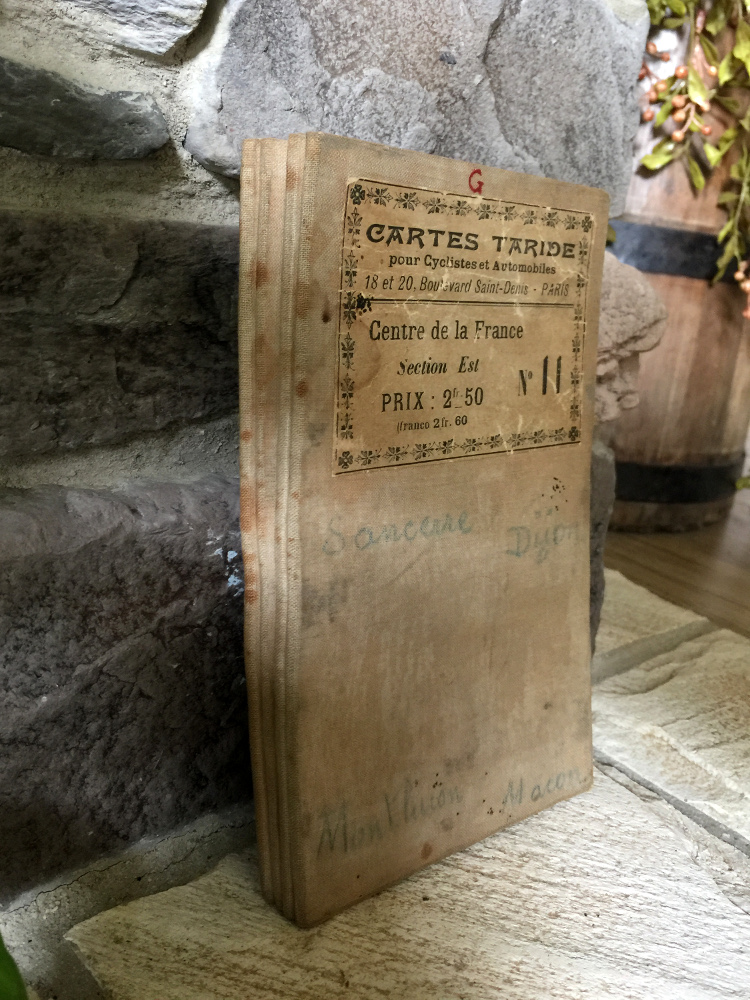 G
CARTES TARIDE
pour Cyclistes et Automobiles
18 et 20, Boulevard Saint-Denis - PARIS
Centre de la France
Section Est
N° 11
PRIX : 2fr. 50
(franco 2 fr. 60
Sancerre Dijon
Montluçon Macon